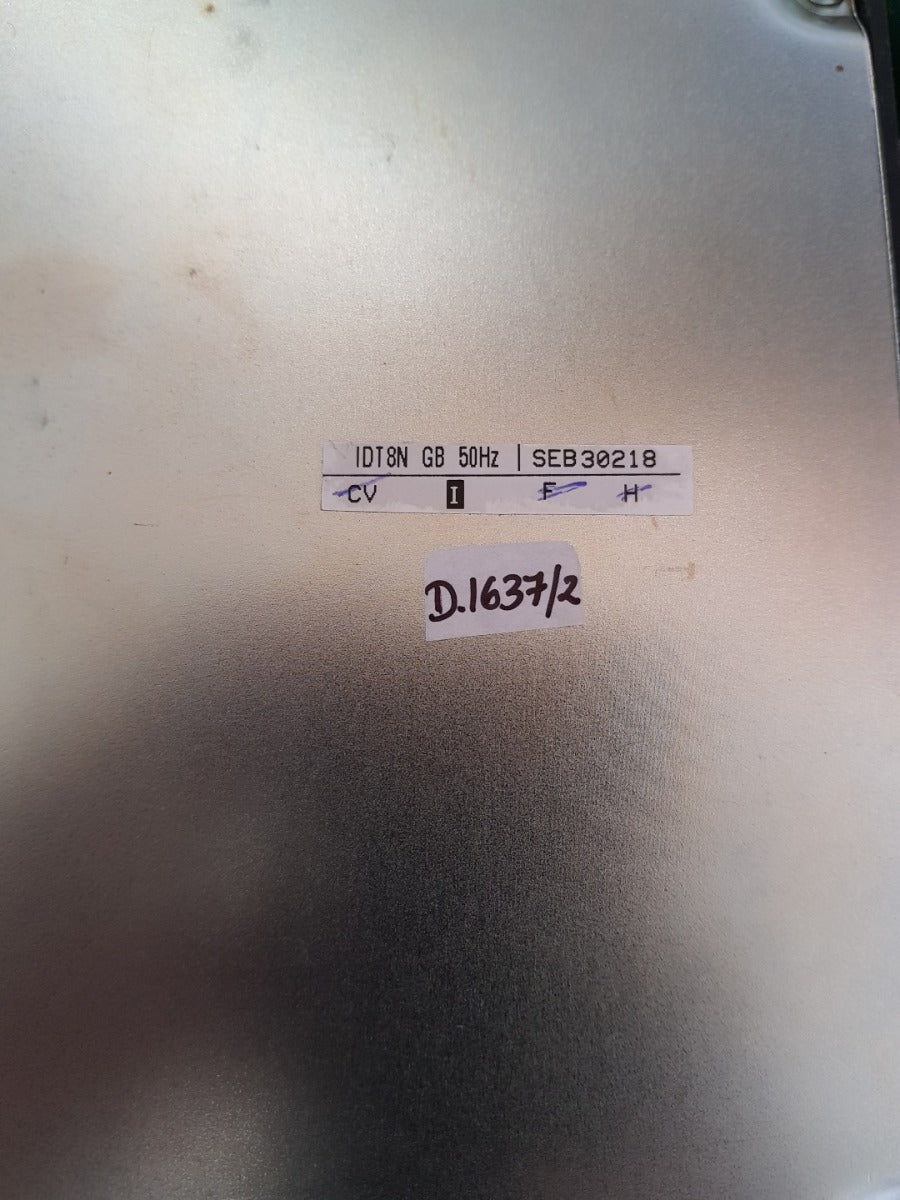 IDT8N GB 50Hz | SEB30218
CV I F H
D.1637/2